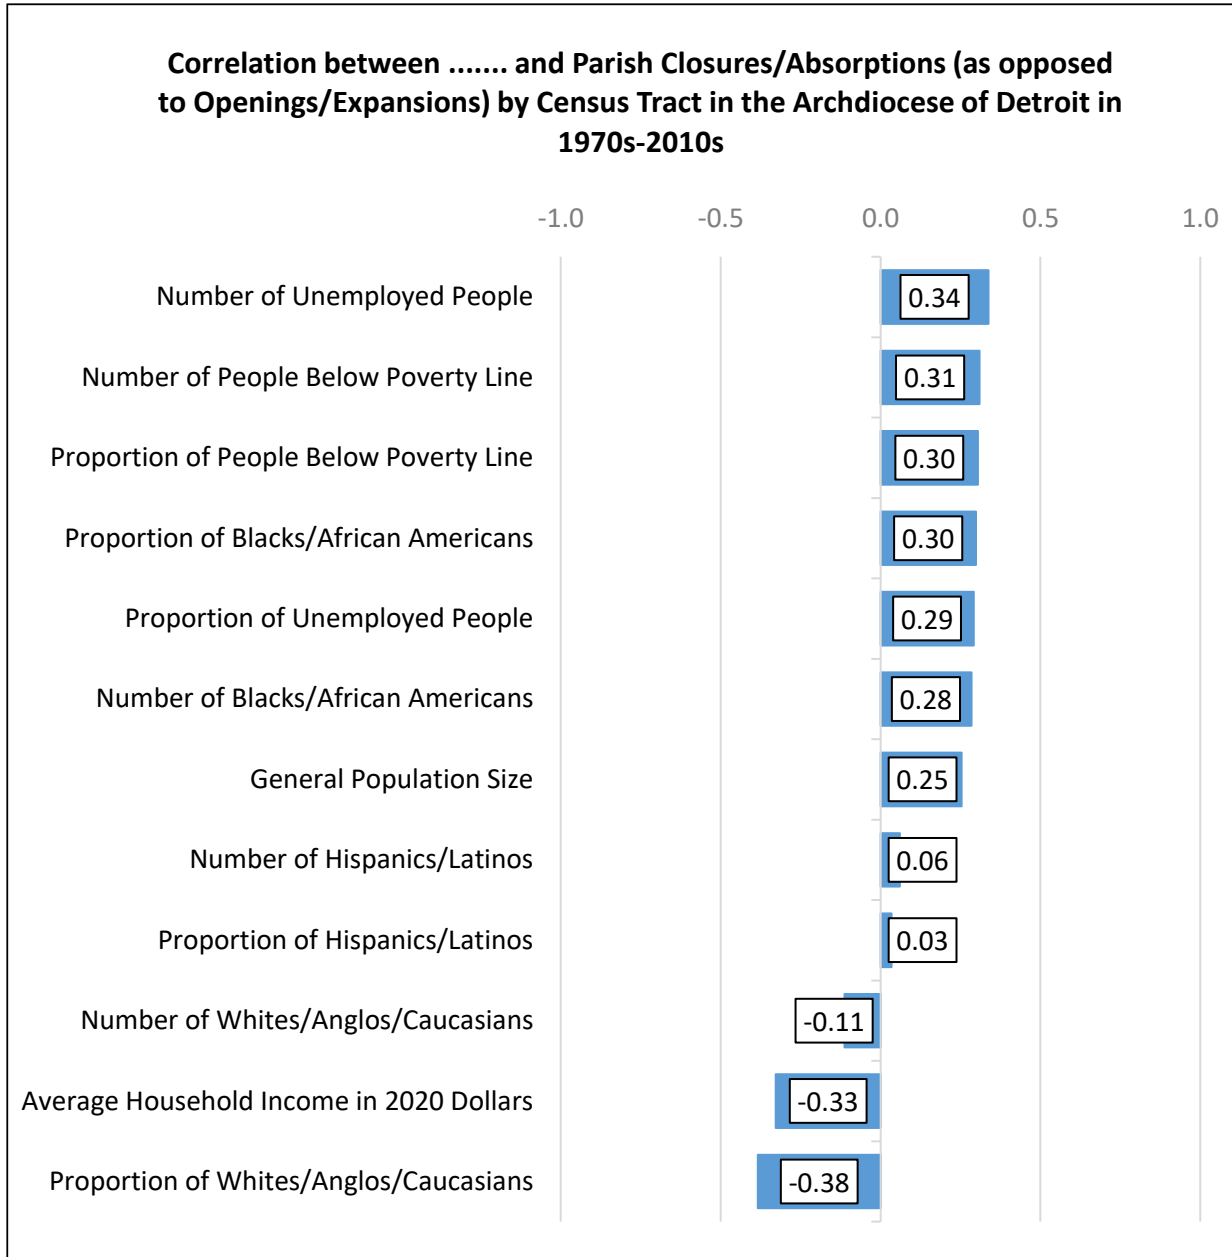 Correlation between ....... and Parish Closures/Absorptions (as opposed
to Openings/Expansions) by Census Tract in the Archdiocese of Detroit in
1970s-2010s
-1.0 -0.5 0.0 0.5 1.0
Number of Unemployed People 0.34
Number of People Below Poverty Line 0.31
Proportion of People Below Poverty Line 0.30
Proportion of Blacks/African Americans 0.30
Proportion of Unemployed People 0.29
Number of Blacks/African Americans 0.28
General Population Size 0.25
Number of Hispanics/Latinos 0.06
Proportion of Hispanics/Latinos 0.03
Number of Whites/Anglos/Caucasians -0.11
Average Household Income in 2020 Dollars -0.33
Proportion of Whites/Anglos/Caucasians -0.38